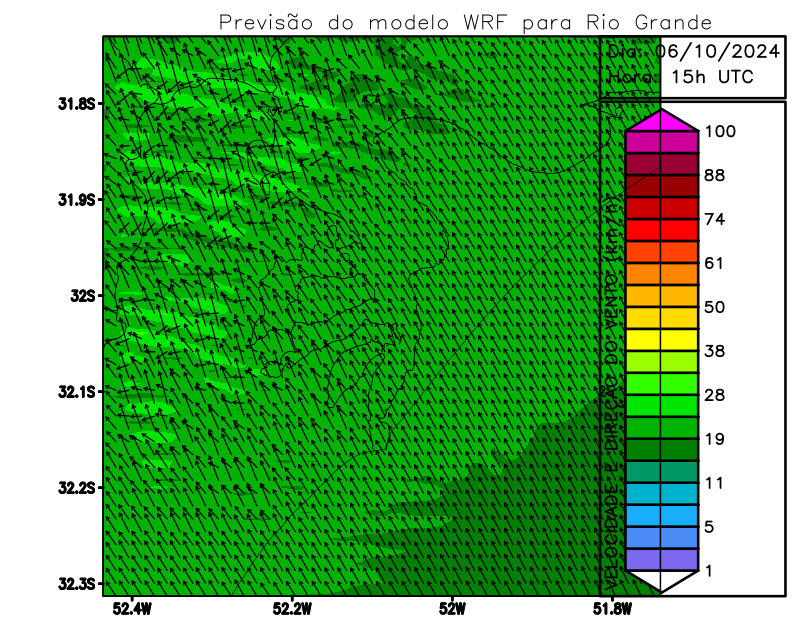 Previsão do modelo WRF para Rio Grande
Dia: 06/10/2024
Hora: 15h UTC
31.8S
31.9S
32S
32.1S
32.2S
32.3S
52.4W
52.2W
52W
51.8W
VELOCIDADE E DIREÇÃO DO VENTO (km/h)
100
88
74
61
50
38
28
19
11
5
1